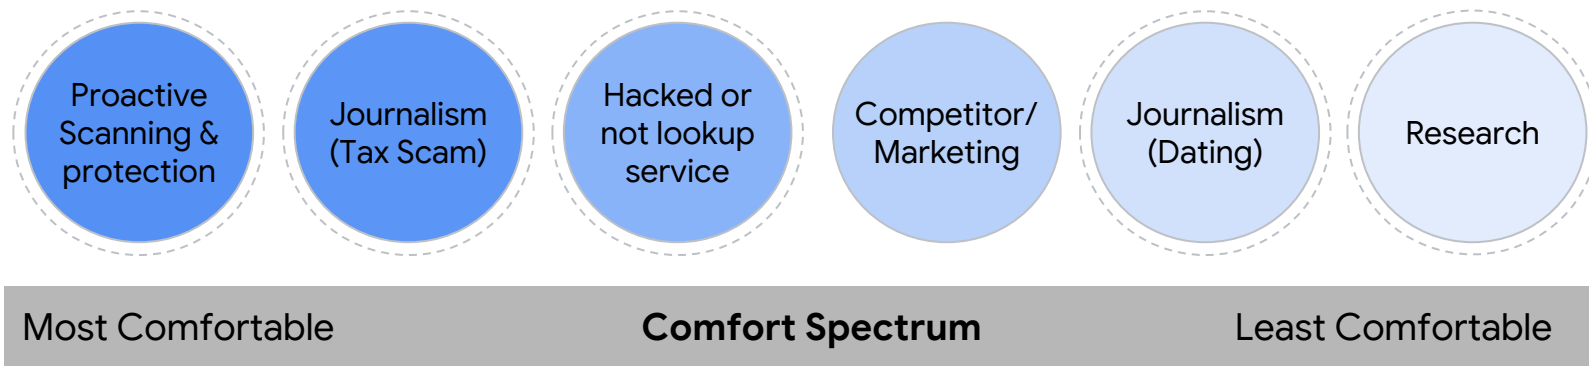 Proactive
Scanning &
protection
Journalism
(Tax Scam)
Hacked or
not lookup
service
Competitor/
Marketing
Journalism
(Dating)
Research
Most Comfortable
Comfort Spectrum
Least Comfortable